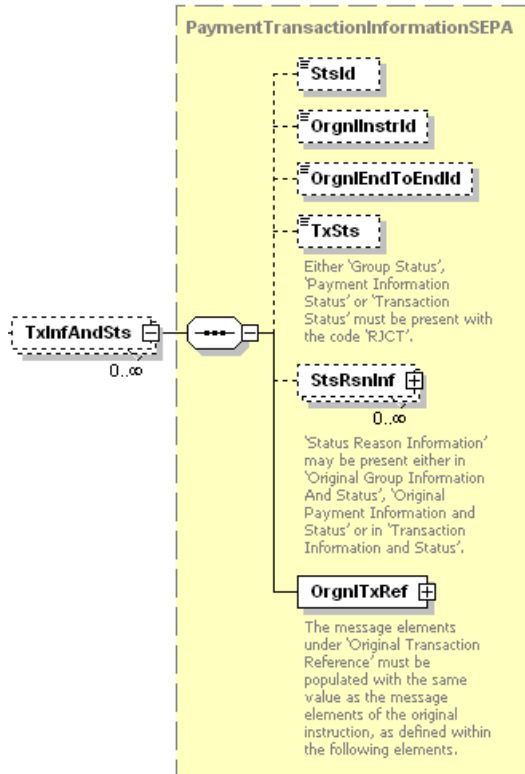 PaymentTransactionInformationSEPA
StsId
OrgnlInstrId
OrgnlEndToEndId
TxSts
Either 'Group Status',
'Payment Information
Status' or 'Transaction
Status' must be present with
the code 'RJCT'.
TxInfAndSts
0..∞
StsRsnInf
0..∞
'Status Reason Information'
may be present either in
'Original Group Information
And Status', 'Original
Payment Information and
Status' or in 'Transaction
Information and Status'.
OrgnlTxRef
The message elements
under 'Original Transaction
Reference' must be
populated with the same
value as the message
elements of the original
instruction, as defined within
the following elements.